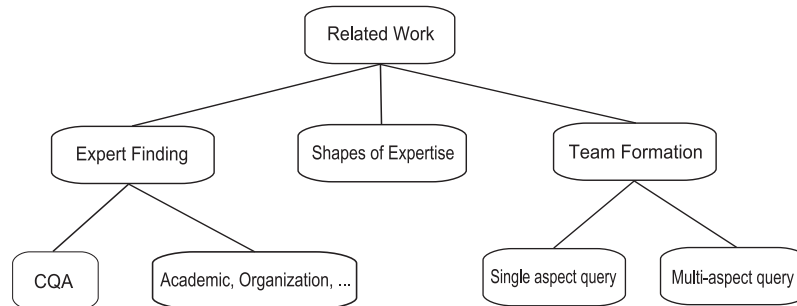 Related Work
Expert Finding
Shapes of Expertise
Team Formation
CQA
Academic, Organization, ...
Single aspect query
Multi-aspect query